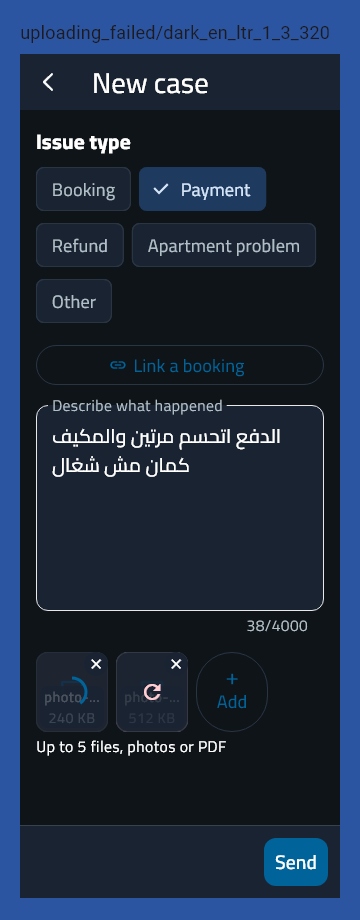 uploading_failed/dark_en_ltr_1_3_320
New case
Issue type
Booking
Payment
Refund
Apartment problem
Other
Link a booking
Describe what happened
الدفع اتحسم مرتين والمكيف
كمان مش شغال
38/4000
photo-...
240 KB
photo-...
512 KB
Add
Up to 5 files, photos or PDF
Send